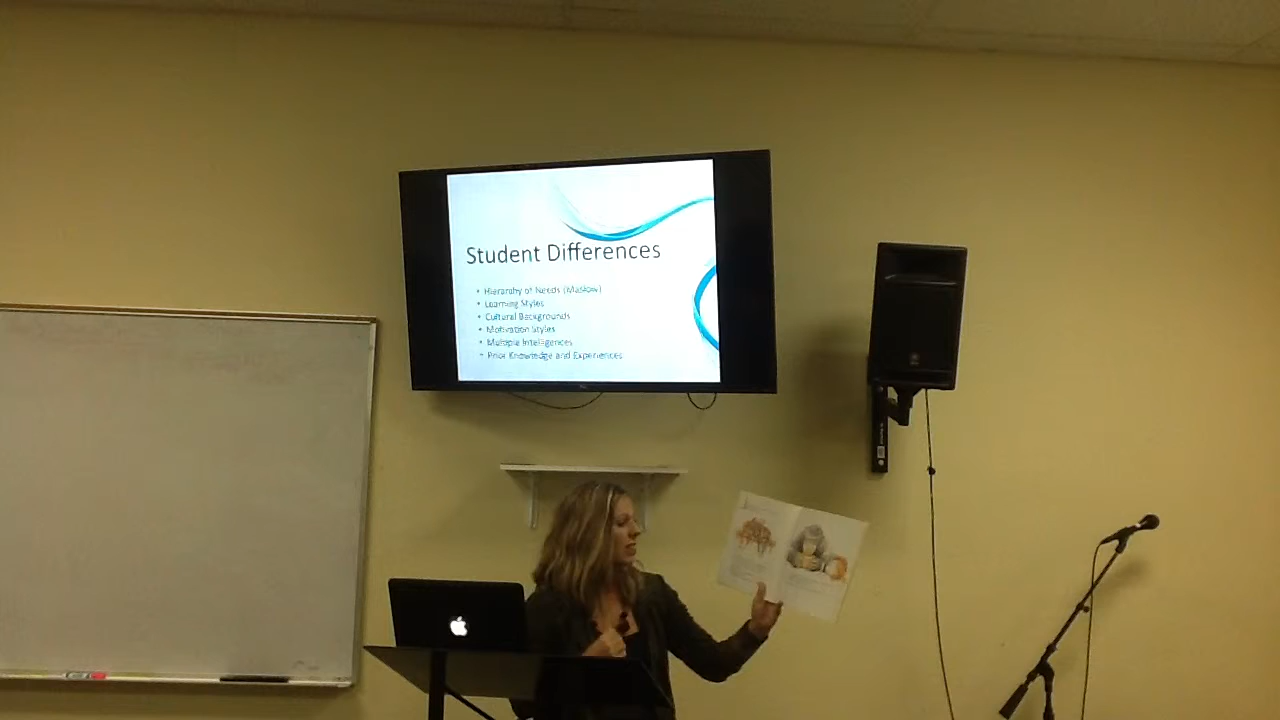 Student Differences
• Hierarchy of Needs (Maslow)
• Learning Styles
• Cultural Backgrounds
• Motivation Styles
• Multiple Intelligences
• Prior Knowledge and Experiences